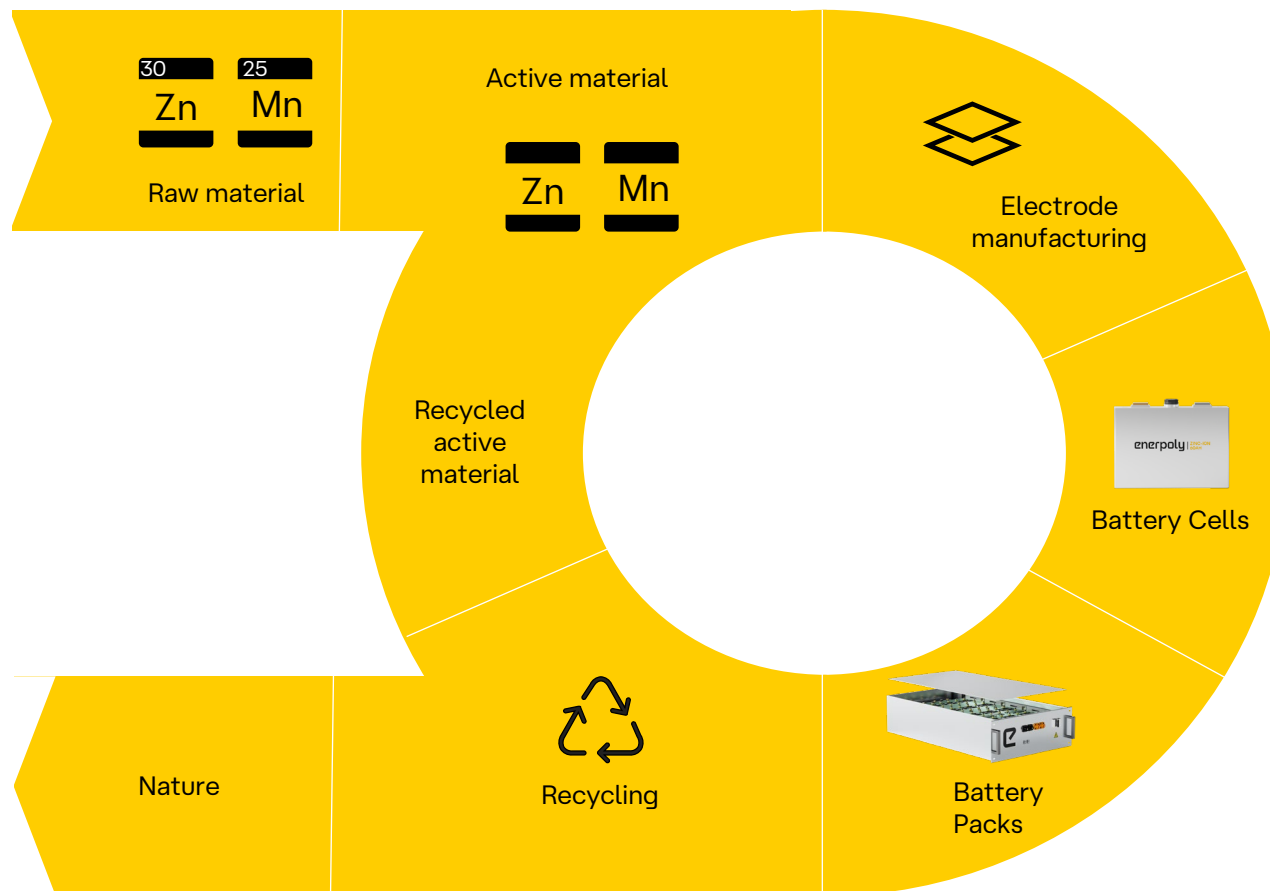 30
Zn
25
Mn
Raw material
Active material
Zn
Mn
Electrode
manufacturing
enerpoly
Battery Cells
Battery
Packs
Recycling
Nature
Recycled
active
material